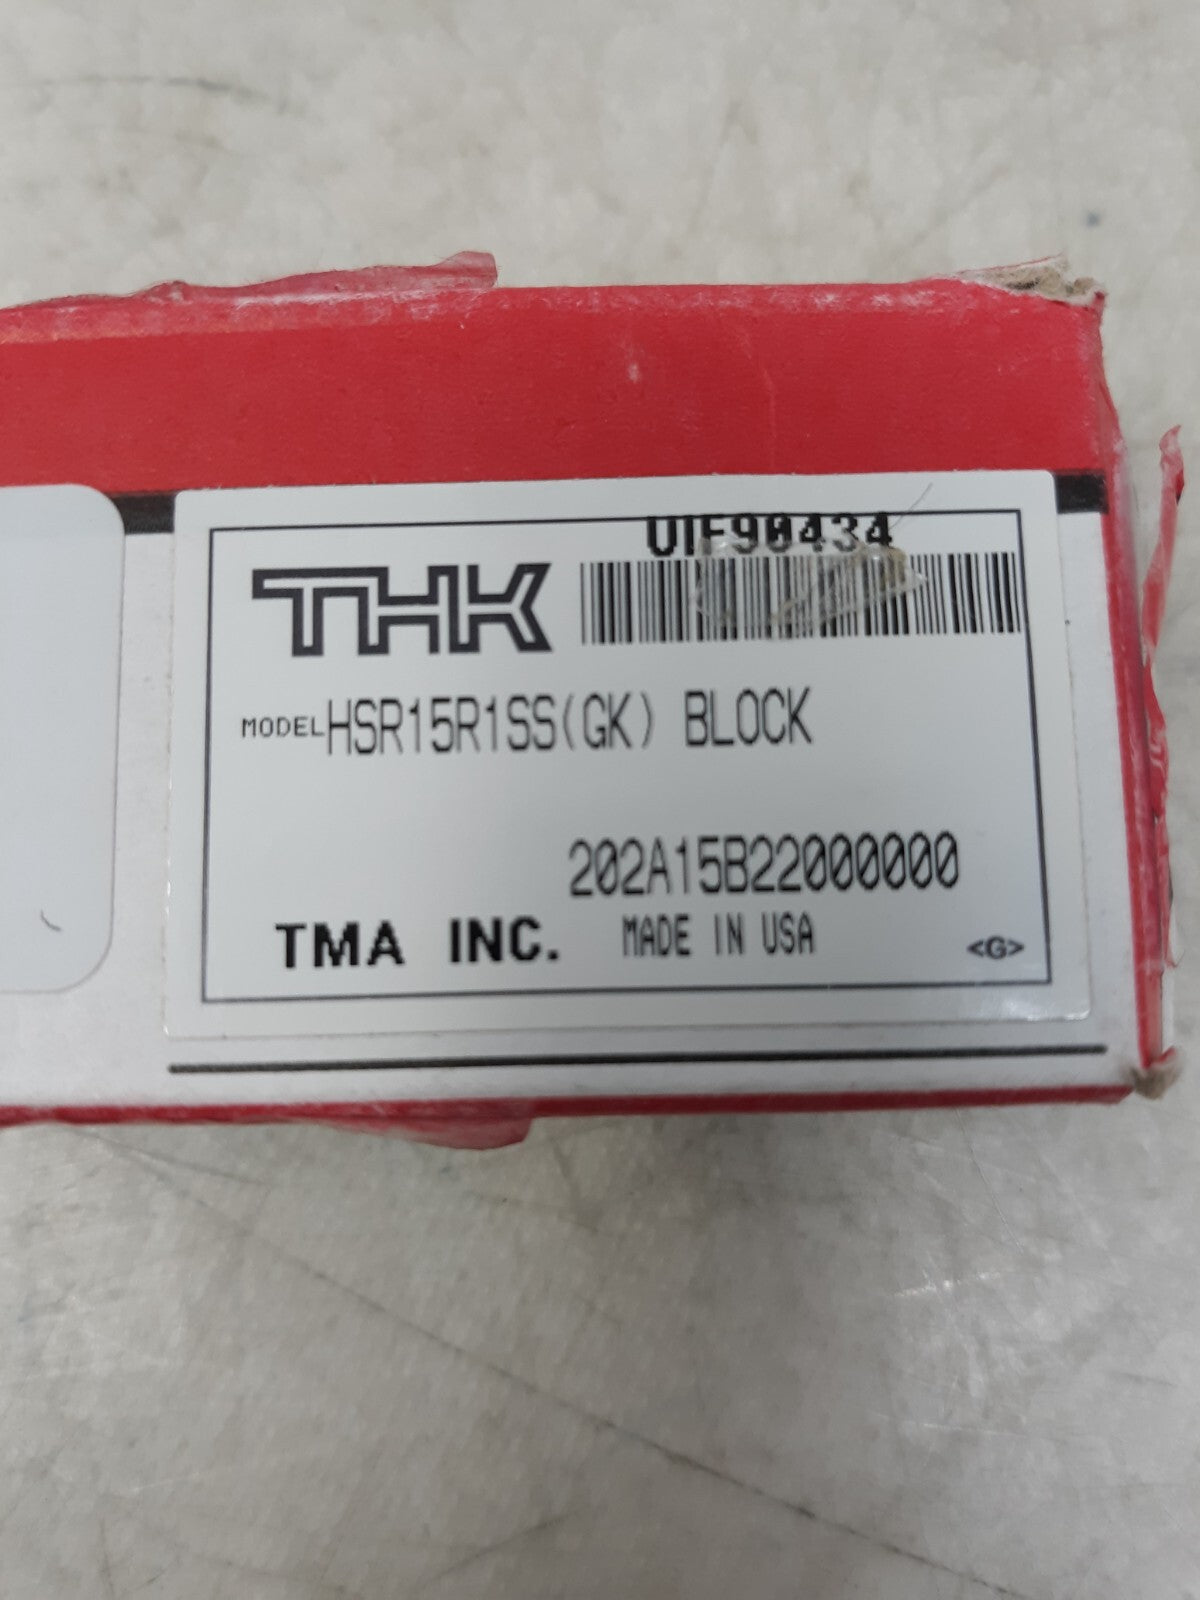 UIF90434
THK
MODEL HSR15R1SS(GK) BLOCK
202A15B22000000
TMA INC. MADE IN USA <G>